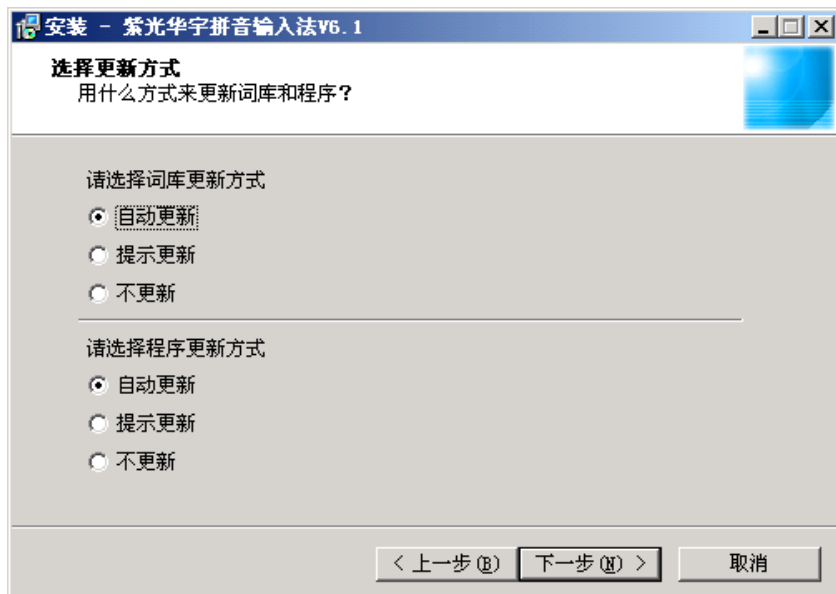 安装 - 紫光华宇拼音输入法V6.1
选择更新方式
用什么方式来更新词库和程序?
请选择词库更新方式
自动更新
提示更新
不更新
请选择程序更新方式
自动更新
提示更新
不更新
< 上一步(B) 下一步(N) > 取消